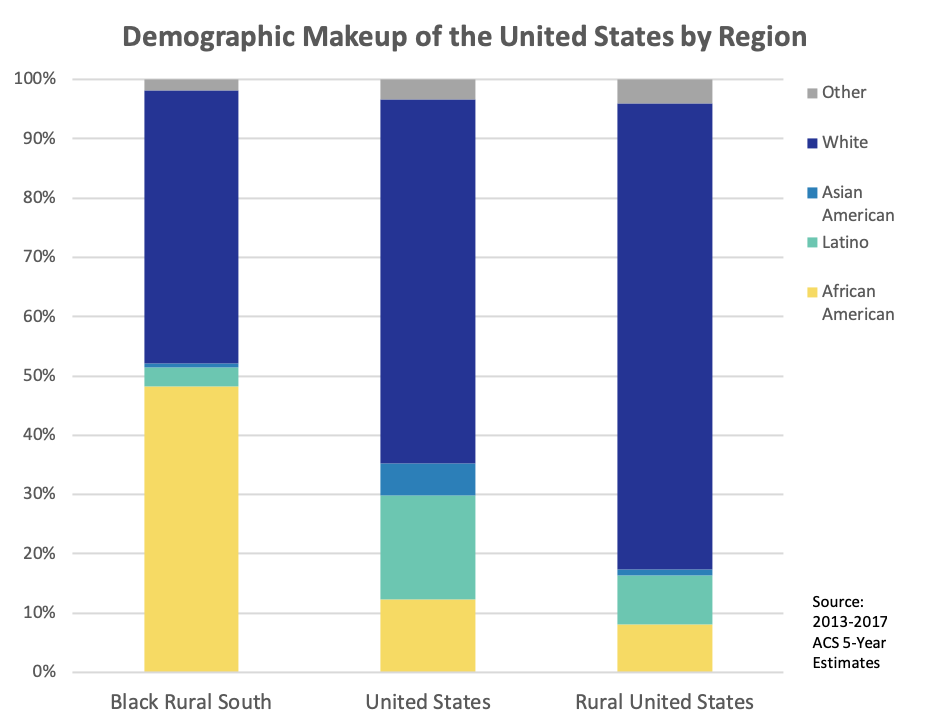 Demographic Makeup of the United States by Region
100%
90%
80%
70%
60%
50%
40%
30%
20%
10%
0%
Black Rural South
United States
Rural United States
Other
White
Asian
American
Latino
African
American
Source:
2013-2017
ACS 5-Year
Estimates